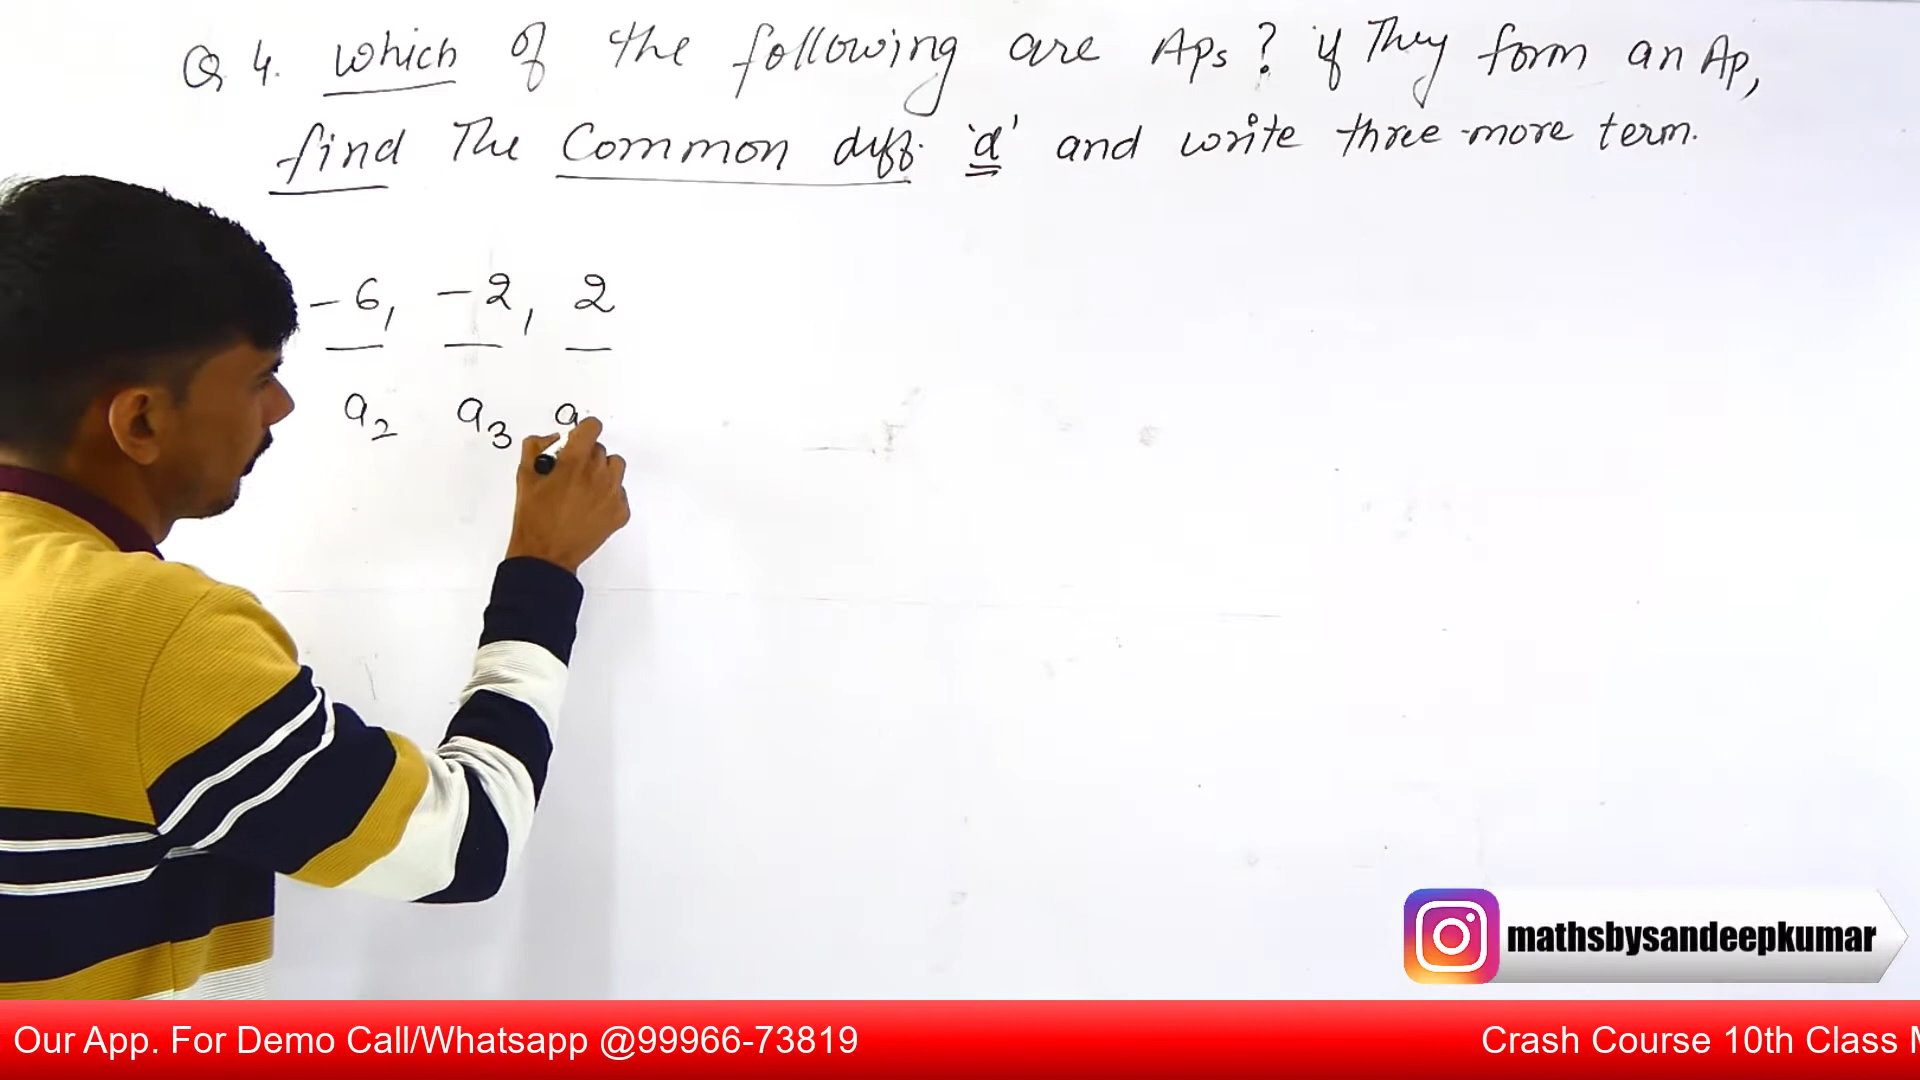 Q 4. which of the following are Aps? if They form an Ap,
find The Common diff. 'd' and write three more term.
-6, -2, 2
a2 a3 a
mathsbysandeepkumar
Our App. For Demo Call/Whatsapp @99966-73819 Crash Course 10th Class